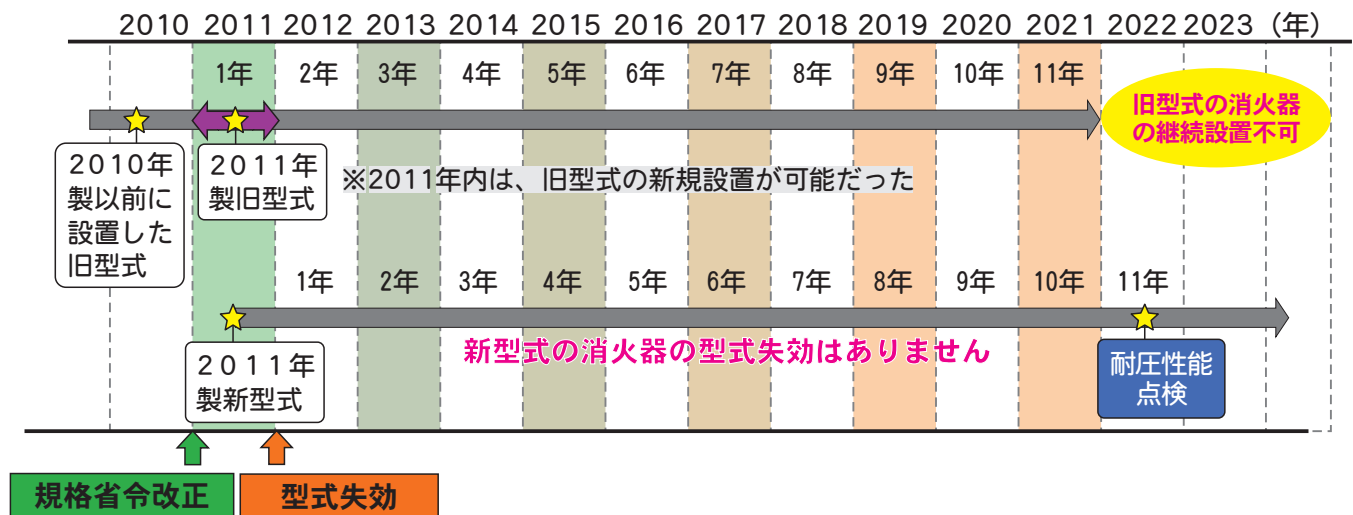 2010 2011 2012 2013 2014 2015 2016 2017 2018 2019 2020 2021 2022 2023 （年）
1年 2年 3年 4年 5年 6年 7年 8年 9年 10年 11年
旧型式の消火器
の継続設置不可
2010年
製以前に
設置した
旧型式
2011年
製旧型式
※2011年内は、旧型式の新規設置が可能だった
1年 2年 3年 4年 5年 6年 7年 8年 9年 10年 11年
2011年
製新型式
新型式の消火器の型式失効はありません
耐圧性能
点検
規格省令改正
型式失効